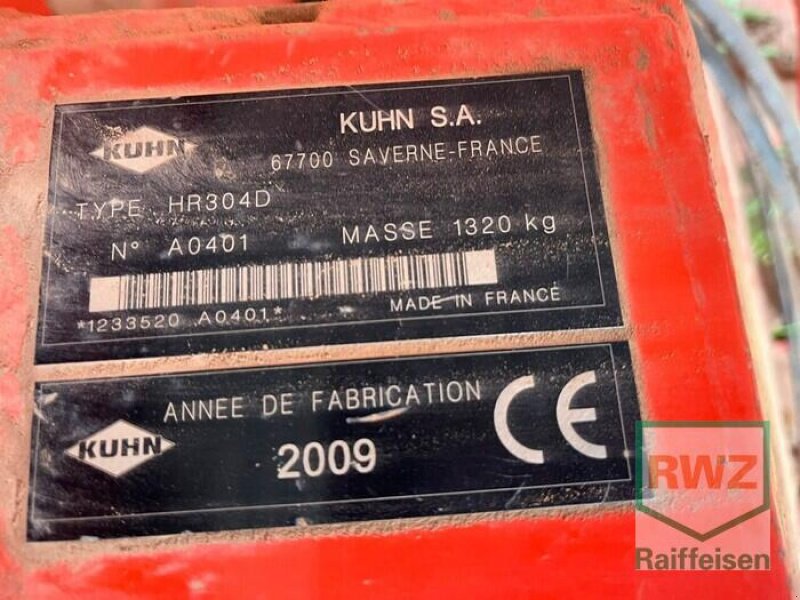 KUHN
KUHN S.A.
67700 SAVERNE-FRANCE
TYPE HR304D
N° A0401 MASSE 1320 kg
*1233520 A0401*
MADE IN FRANCE
KUHN
ANNEE DE FABRICATION
2009
CE
RWZ
Raiffeisen